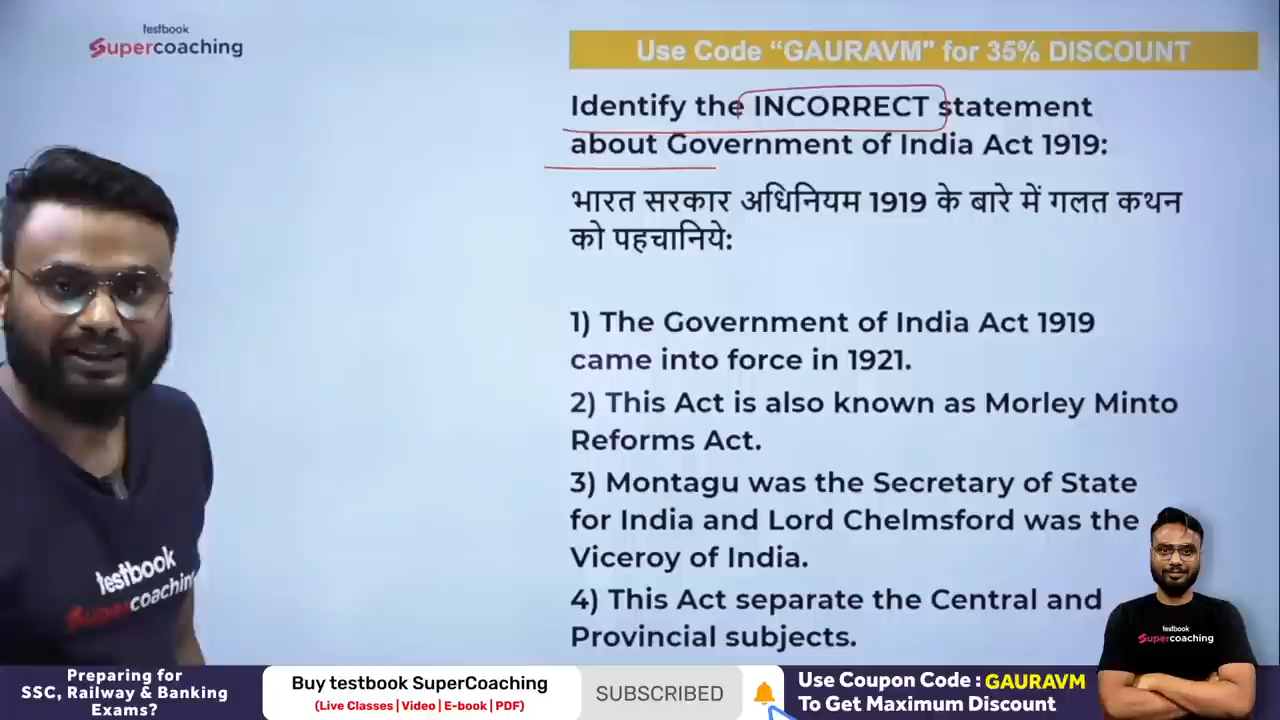 testbook
Supercoaching
Use Code “GAURAVM" for 35% DISCOUNT
Identify the INCORRECT statement
about Government of India Act 1919:
भारत सरकार अधिनियम 1919 के बारे में गलत कथन
को पहचानिये:
1) The Government of India Act 1919
came into force in 1921.
2) This Act is also known as Morley Minto
Reforms Act.
3) Montagu was the Secretary of State
for India and Lord Chelmsford was the
Viceroy of India.
4) This Act separate the Central and
Provincial subjects.
testbook
Supercoaching
testbook
Supercoaching
Preparing for
SSC, Railway & Banking
Exams?
Buy testbook SuperCoaching
(Live Classes | Video | E-book | PDF)
SUBSCRIBED
Use Coupon Code : GAURAVM
To Get Maximum Discount